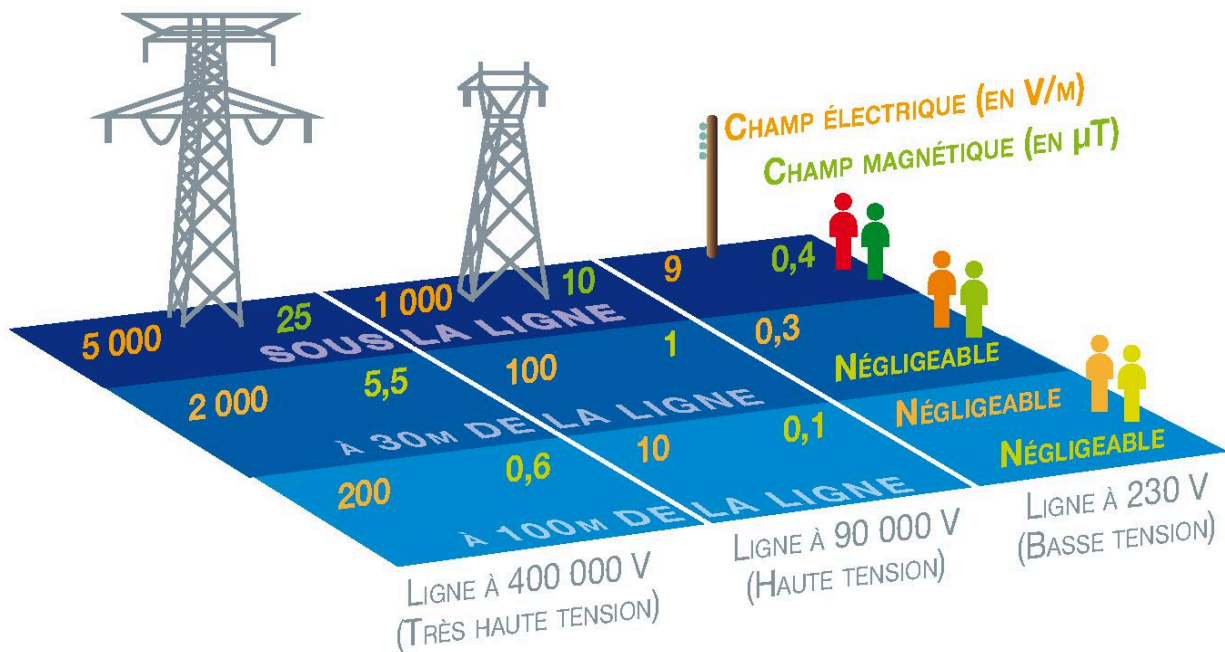 CHAMP ÉLECTRIQUE (EN V/M)
CHAMP MAGNÉTIQUE (EN µT)
5 000 25 1 000 10 9 0,4
SOUS LA LIGNE
2 000 5,5 100 1 0,3 NÉGLIGEABLE
À 30M DE LA LIGNE
200 0,6 10 0,1 NÉGLIGEABLE NÉGLIGEABLE
À 100M DE LA LIGNE
LIGNE À 400 000 V
(TRÈS HAUTE TENSION)
LIGNE À 90 000 V
(HAUTE TENSION)
LIGNE À 230 V
(BASSE TENSION)